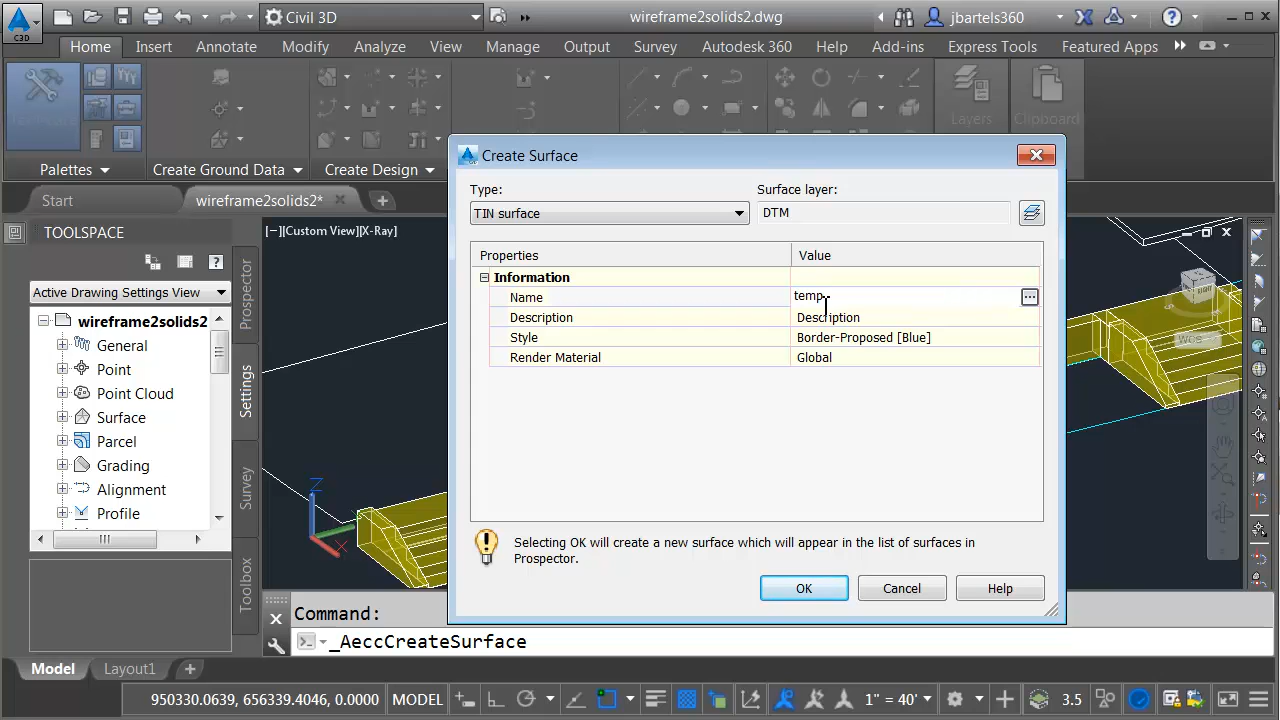 C3D
Civil 3D
wireframe2solids2.dwg
jbartels360
Home Insert Annotate Modify Analyze View Manage Output Survey Autodesk 360 Help Add-ins Express Tools Featured Apps
Layers Clipboard
Palettes Create Ground Data Create Design
Start wireframe2solids2*
TOOLSPACE
Active Drawing Settings View
wireframe2solids2
General
Point
Point Cloud
Surface
Parcel
Grading
Alignment
Profile
Prospector
Settings
Survey
Toolbox
[−][Custom View][X-Ray]
Z
X
WCS
Create Surface
Type: Surface layer:
TIN surface DTM
Properties Value
Information
Name temp
Description Description
Style Border-Proposed [Blue]
Render Material Global
Selecting OK will create a new surface which will appear in the list of surfaces in
Prospector.
OK Cancel Help
Command:
_AeccCreateSurface
Model Layout1
950330.0639, 656339.4046, 0.0000 MODEL 1" = 40' 3.5